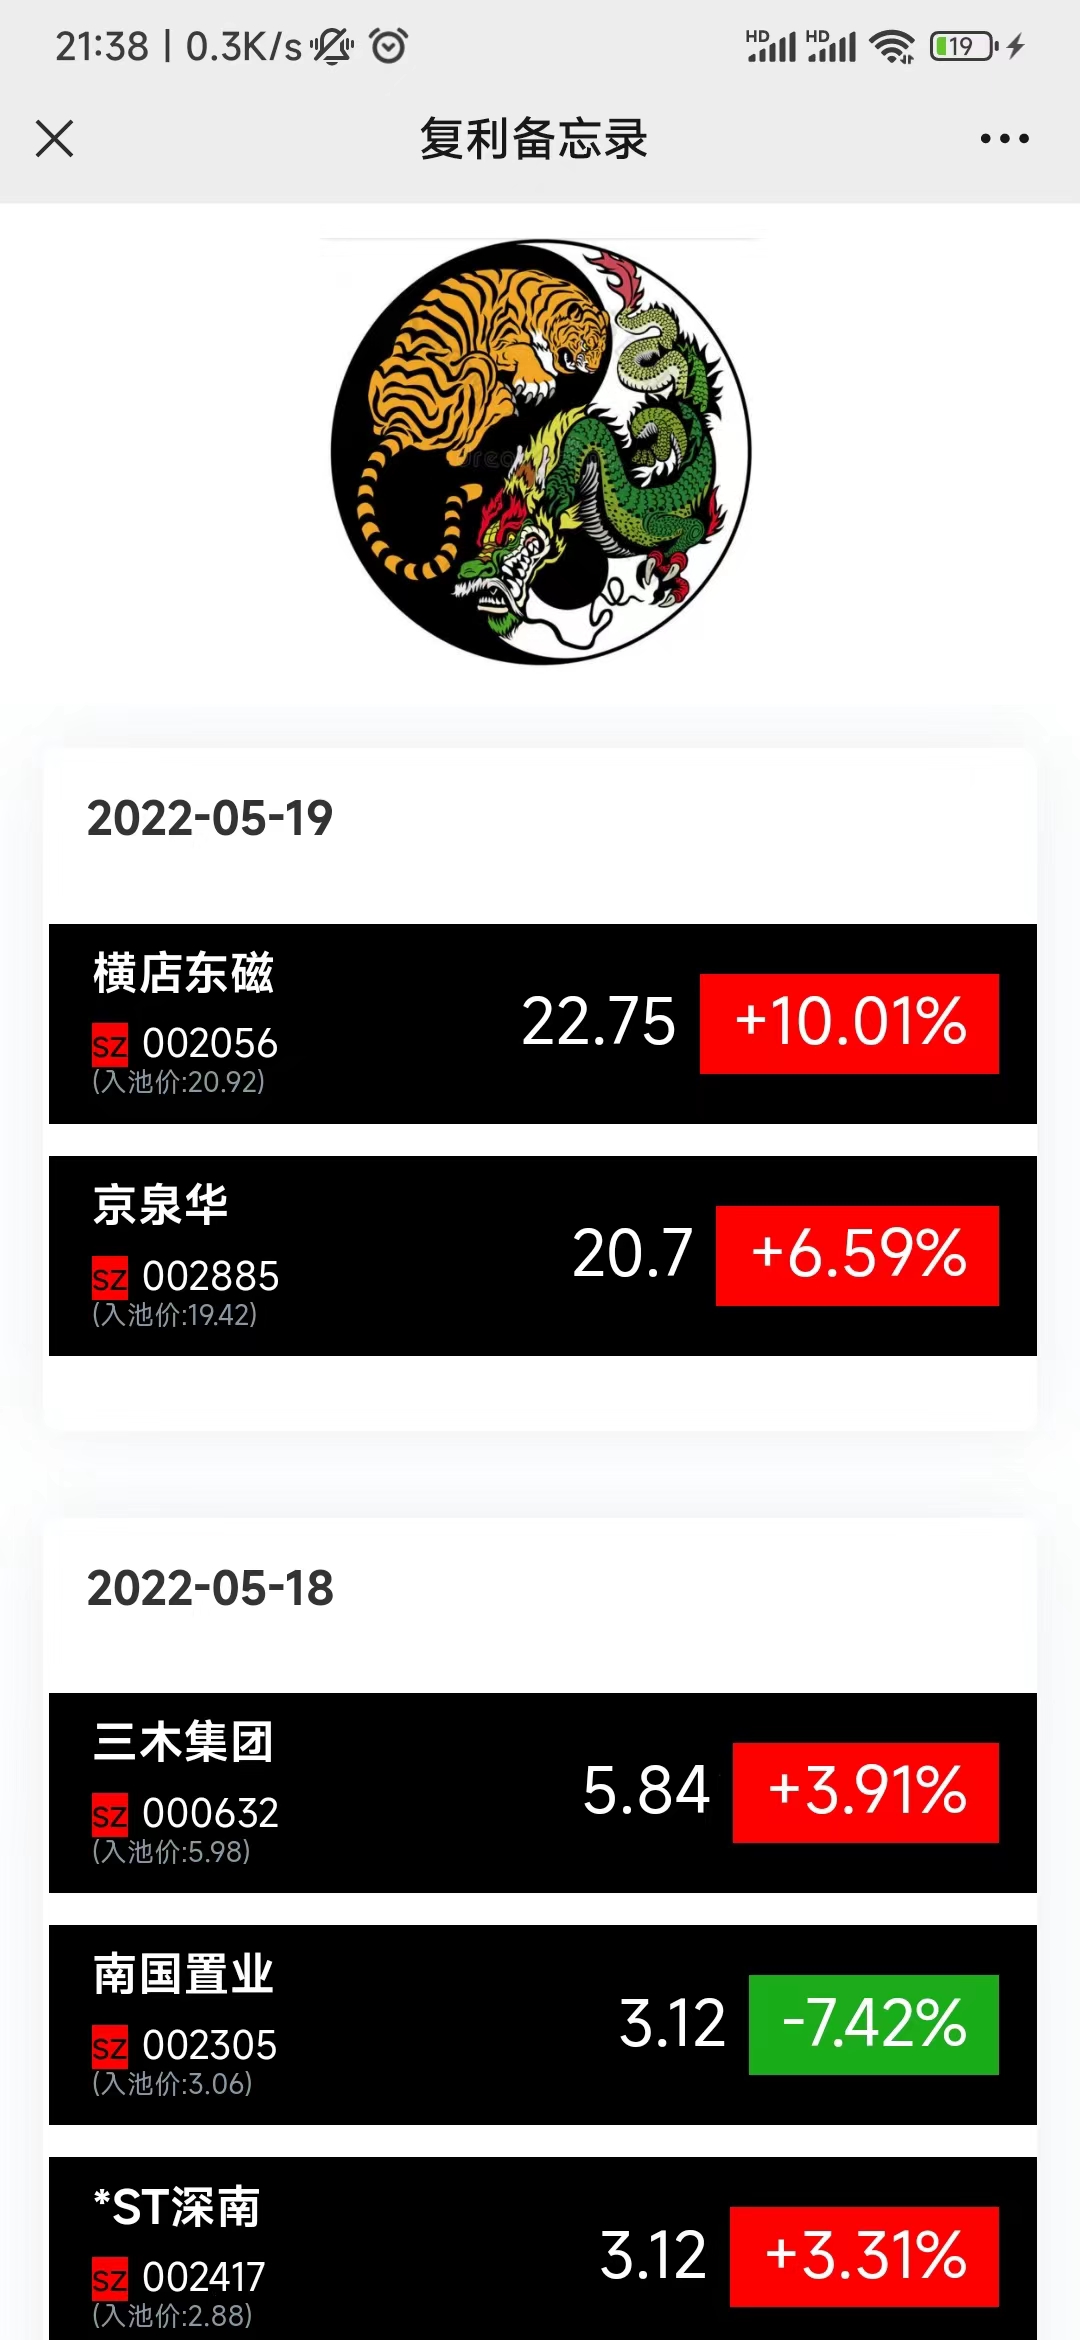 21:38 | 0.3K/s HD HD 19
复利备忘录
2022-05-19
横店东磁
22.75 +10.01%
sz 002056
(入池价:20.92)
京泉华
20.7 +6.59%
sz 002885
(入池价:19.42)
2022-05-18
三木集团
5.84 +3.91%
sz 000632
(入池价:5.98)
南国置业
3.12 -7.42%
sz 002305
(入池价:3.06)
*ST深南
3.12 +3.31%
sz 002417
(入池价:2.88)